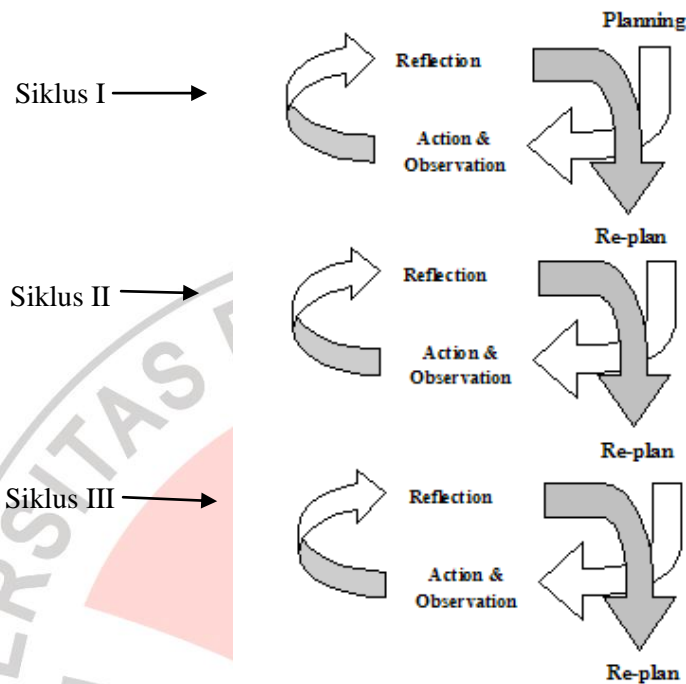 Planning
Siklus I
Reflection
Action &
Observation
Re-plan
Siklus II
Reflection
Action &
Observation
Re-plan
Siklus III
Reflection
Action &
Observation
Re-plan